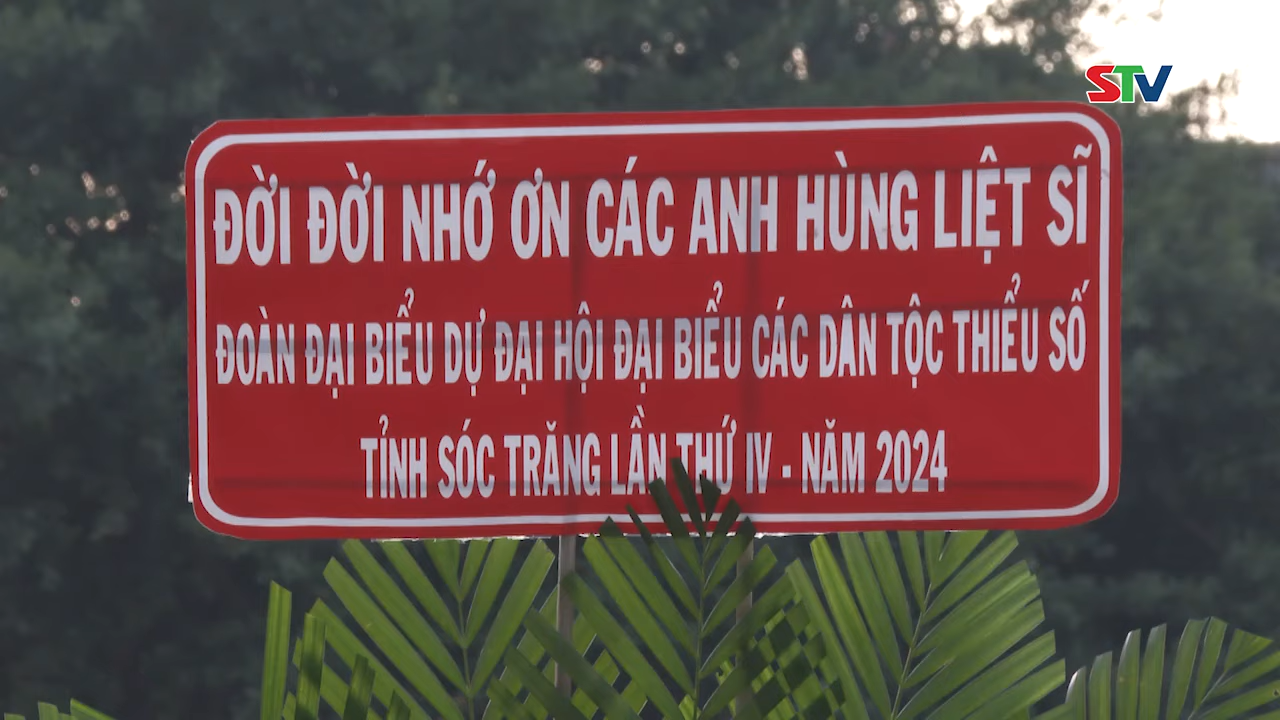 STV
ĐỜI ĐỜI NHỚ ƠN CÁC ANH HÙNG LIỆT SĨ
ĐOÀN ĐẠI BIỂU DỰ ĐẠI HỘI ĐẠI BIỂU CÁC DÂN TỘC THIỂU SỐ
TỈNH SÓC TRĂNG LẦN THỨ IV - NĂM 2024